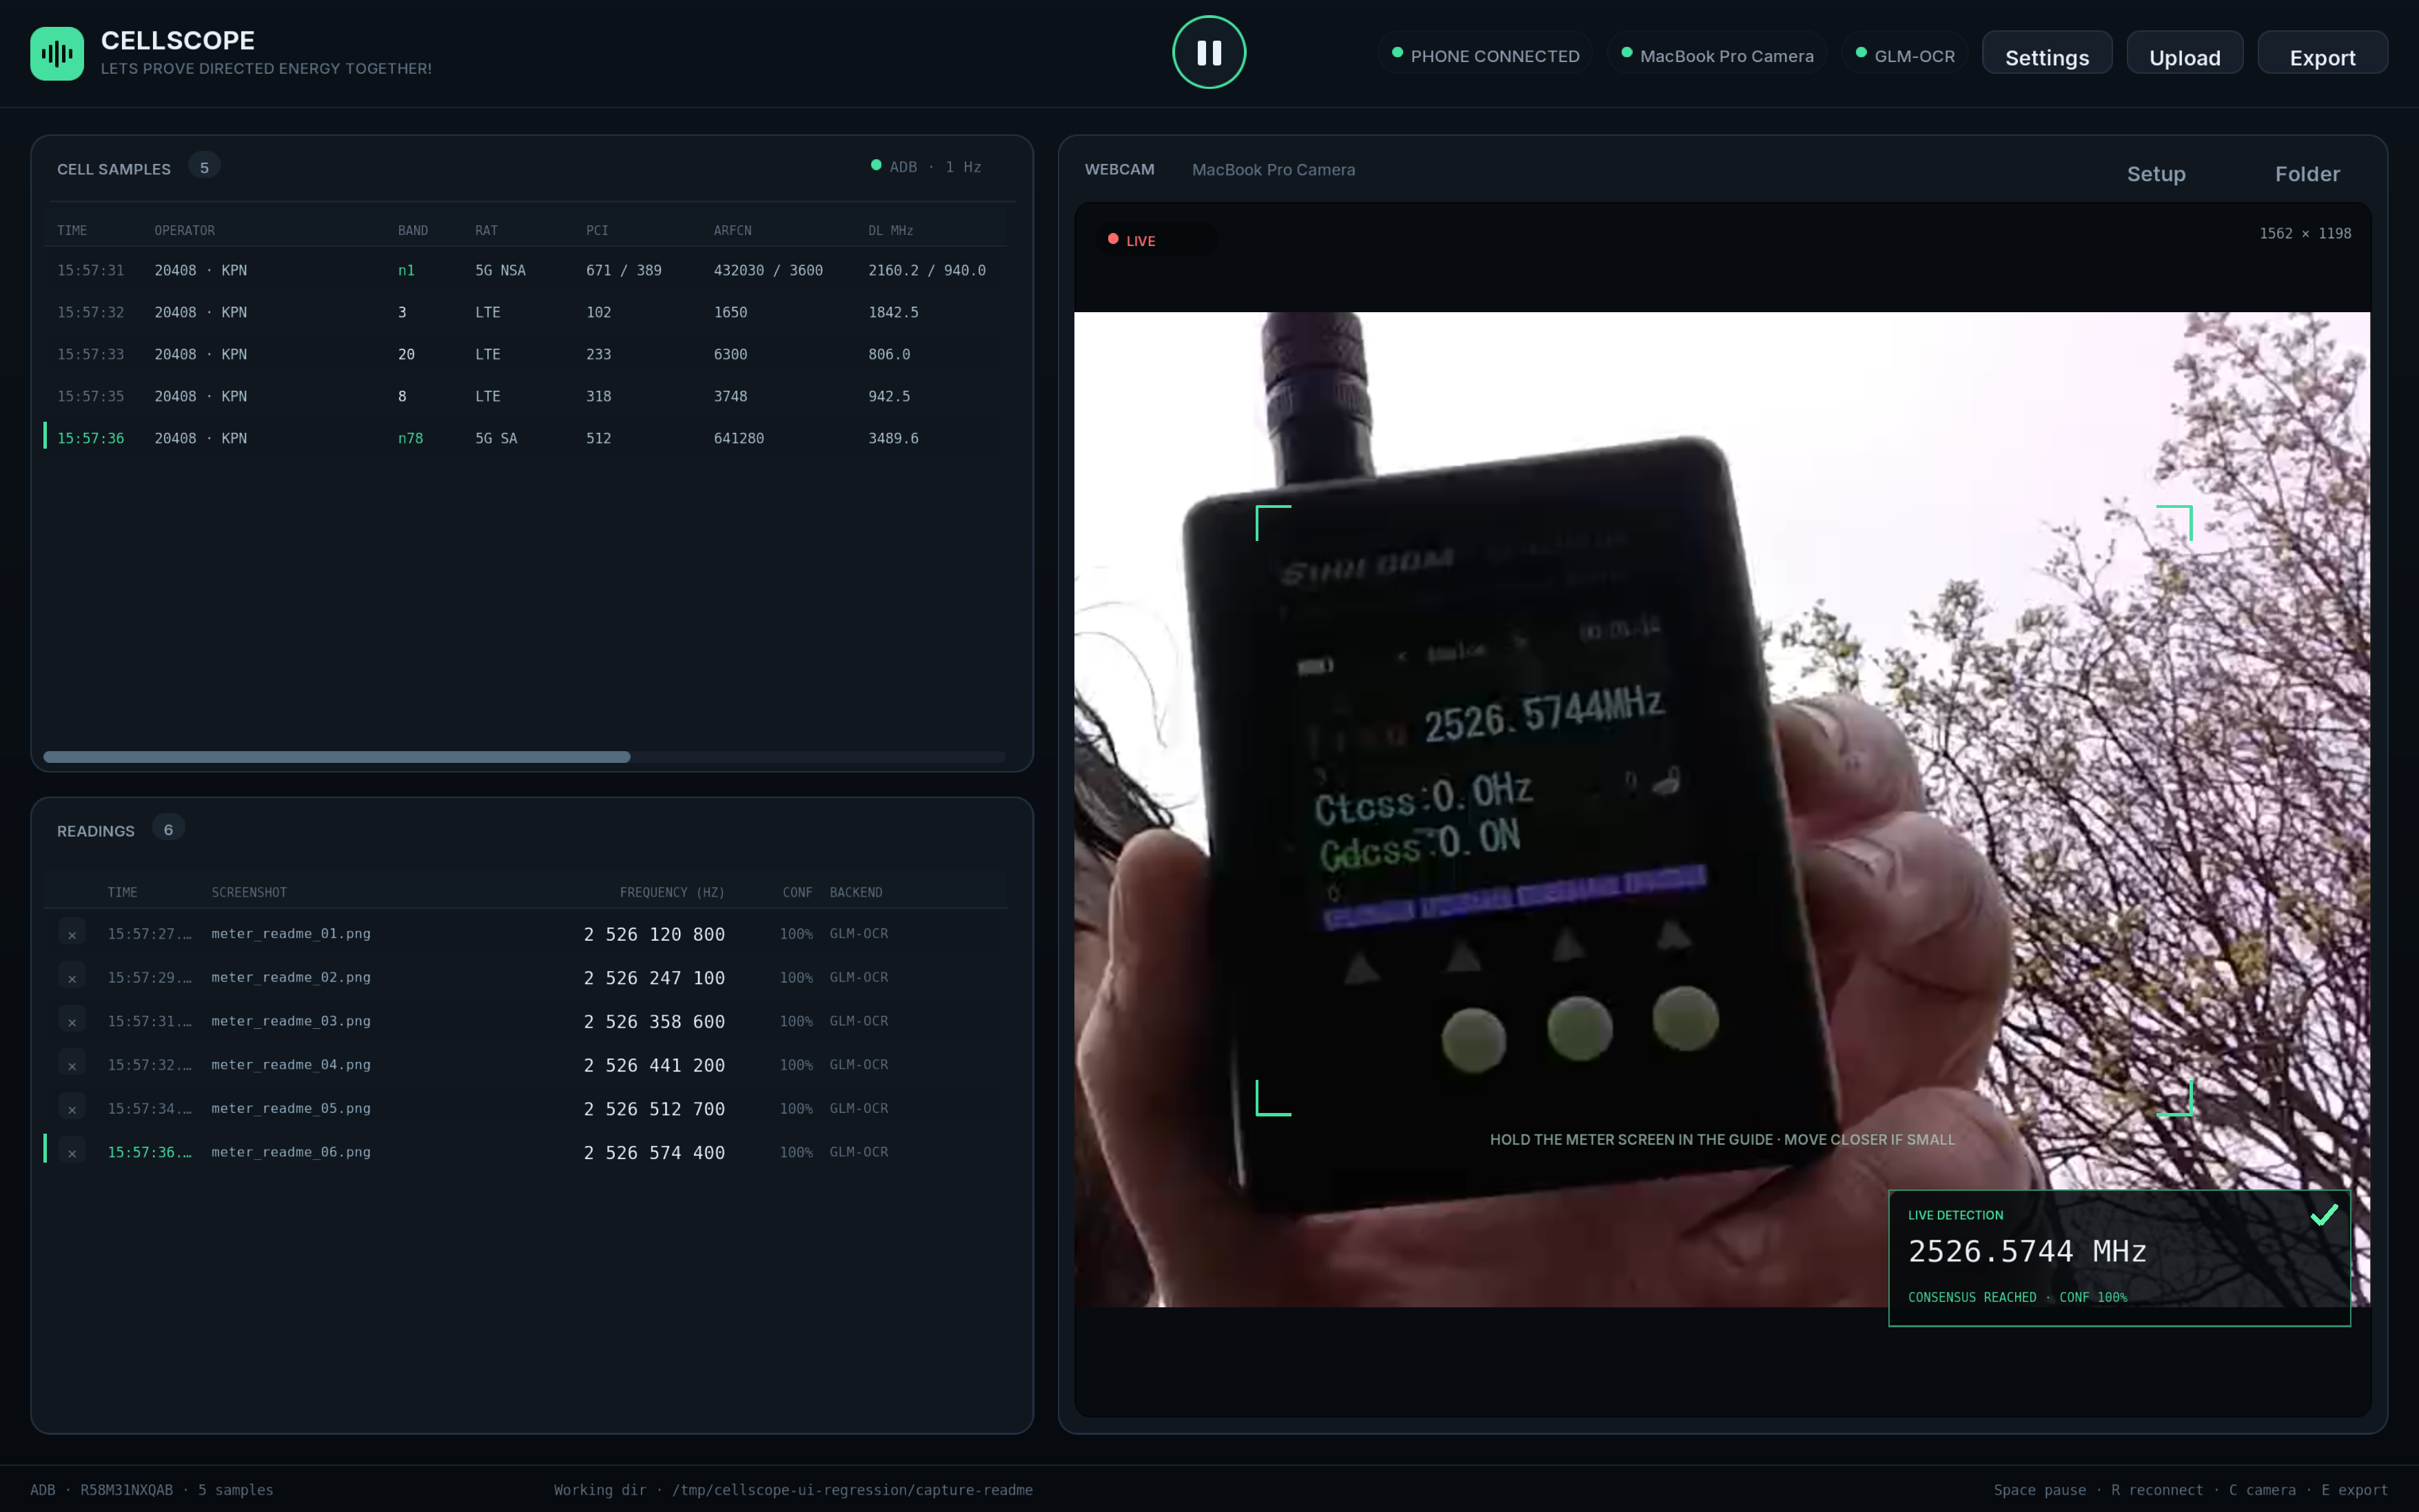 CELLSCOPE
LETS PROVE DIRECTED ENERGY TOGETHER!
PHONE CONNECTED
MacBook Pro Camera
GLM-OCR
Settings
Upload
Export
CELL SAMPLES 5
ADB · 1 Hz
TIME OPERATOR BAND RAT PCI ARFCN DL MHz
15:57:31 20408 · KPN n1 5G NSA 671 / 389 432030 / 3600 2160.2 / 940.0
15:57:32 20408 · KPN 3 LTE 102 1650 1842.5
15:57:33 20408 · KPN 20 LTE 233 6300 806.0
15:57:35 20408 · KPN 8 LTE 318 3748 942.5
15:57:36 20408 · KPN n78 5G SA 512 641280 3489.6
READINGS 6
TIME SCREENSHOT FREQUENCY (HZ) CONF BACKEND
× 15:57:27.… meter_readme_01.png 2 526 120 800 100% GLM-OCR
× 15:57:29.… meter_readme_02.png 2 526 247 100 100% GLM-OCR
× 15:57:31.… meter_readme_03.png 2 526 358 600 100% GLM-OCR
× 15:57:32.… meter_readme_04.png 2 526 441 200 100% GLM-OCR
× 15:57:34.… meter_readme_05.png 2 526 512 700 100% GLM-OCR
× 15:57:36.… meter_readme_06.png 2 526 574 400 100% GLM-OCR
WEBCAM MacBook Pro Camera
Setup
Folder
LIVE
1562 × 1198
2526.5744MHz
Ctcss:0.0Hz
Cdcss:0.0N
HOLD THE METER SCREEN IN THE GUIDE · MOVE CLOSER IF SMALL
LIVE DETECTION
2526.5744 MHz
CONSENSUS REACHED · CONF 100%
ADB · R58M31NXQAB · 5 samples
Working dir · /tmp/cellscope-ui-regression/capture-readme
Space pause · R reconnect · C camera · E export